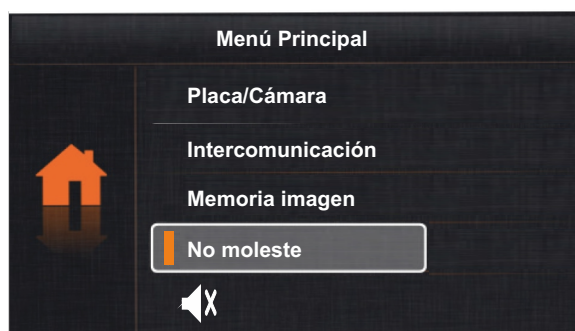 Menú Principal
Placa/Cámara
Intercomunicación
Memoria imagen
No moleste